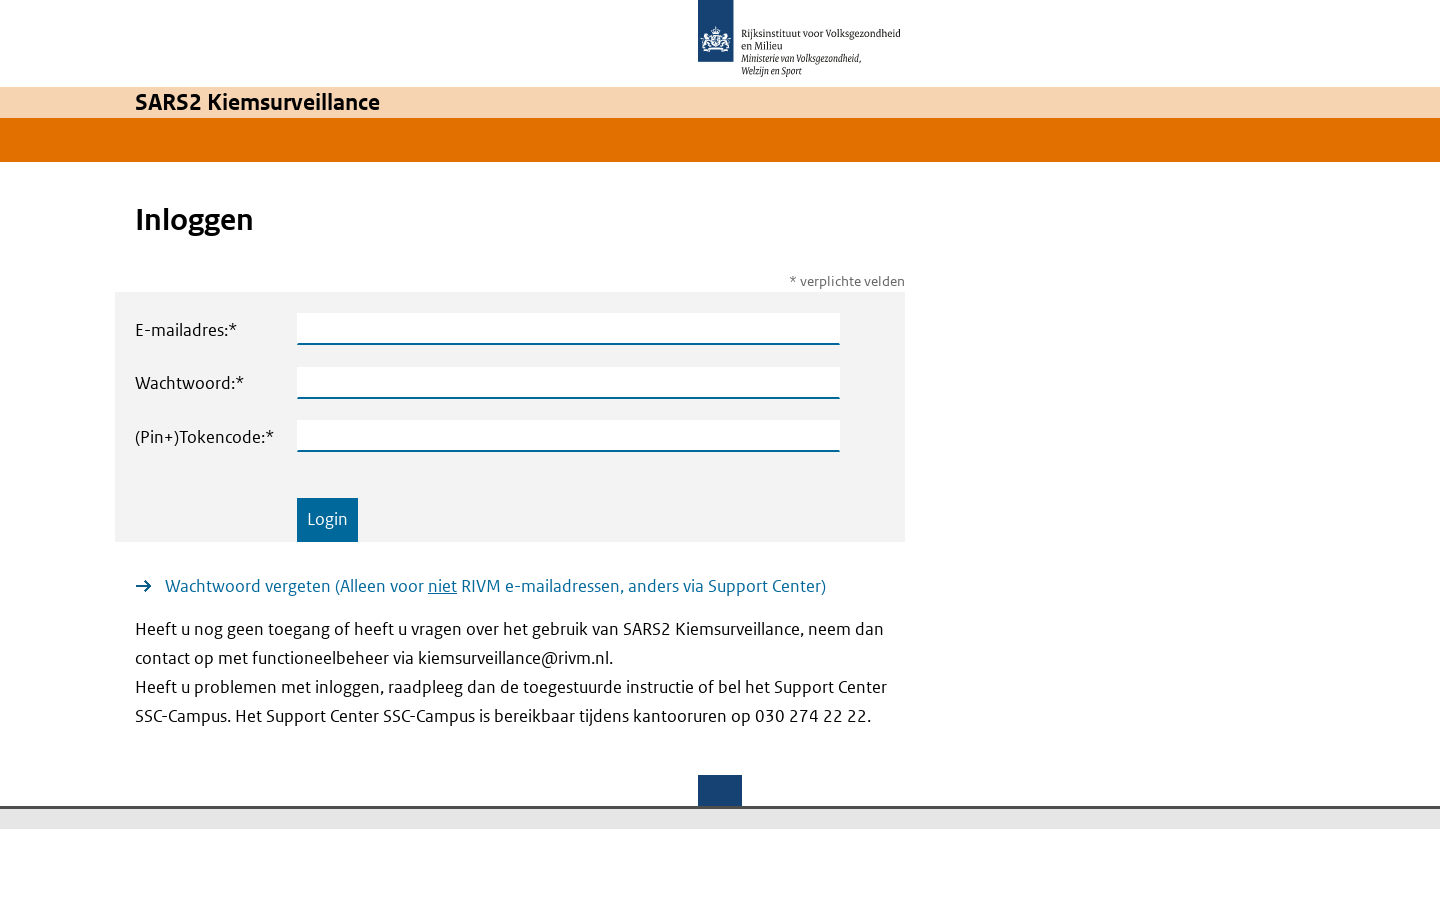 Rijksinstituut voor Volksgezondheid
en Milieu
Ministerie van Volksgezondheid,
Welzijn en Sport
SARS2 Kiemsurveillance
Inloggen
* verplichte velden
E-mailadres:*
Wachtwoord:*
(Pin+)Tokencode:*
Login
Wachtwoord vergeten (Alleen voor niet RIVM e-mailadressen, anders via Support Center)
Heeft u nog geen toegang of heeft u vragen over het gebruik van SARS2 Kiemsurveillance, neem dan
contact op met functioneelbeheer via kiemsurveillance@rivm.nl.
Heeft u problemen met inloggen, raadpleeg dan de toegestuurde instructie of bel het Support Center
SSC-Campus. Het Support Center SSC-Campus is bereikbaar tijdens kantooruren op 030 274 22 22.